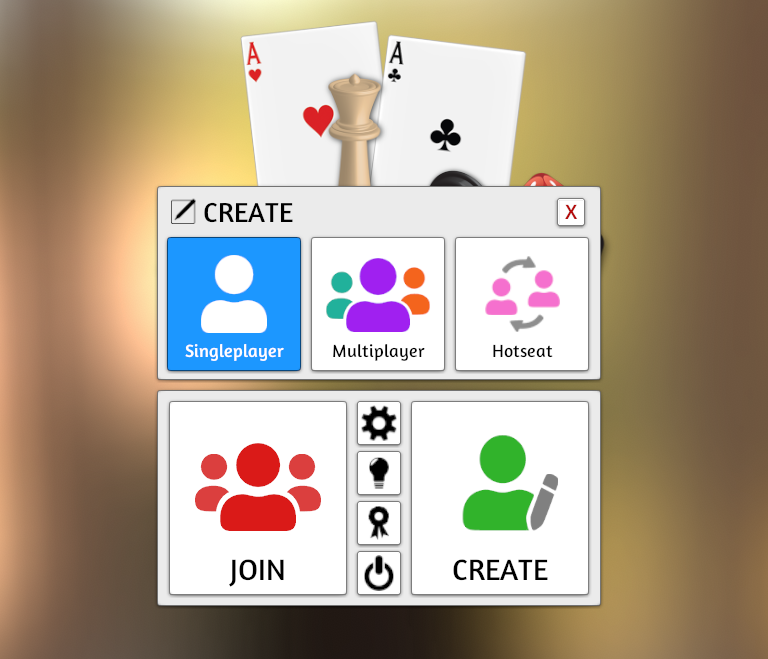 A
A
CREATE
X
Singleplayer
Multiplayer
Hotseat
JOIN
CREATE